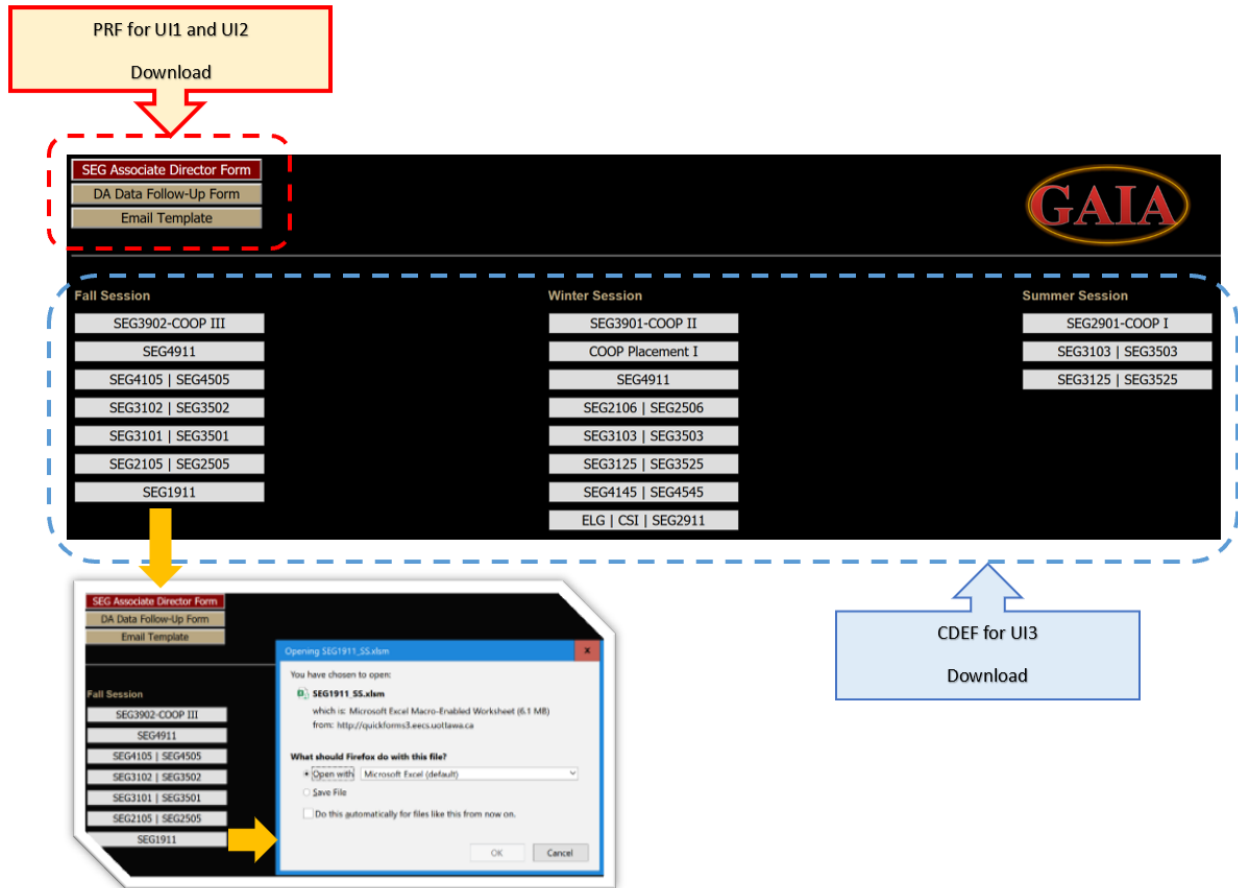 PRF for UI1 and UI2
Download
SEG Associate Director Form
DA Data Follow-Up Form
Email Template
GAIA
Fall Session
SEG3902-COOP III
SEG4911
SEG4105 | SEG4505
SEG3102 | SEG3502
SEG3101 | SEG3501
SEG2105 | SEG2505
SEG1911
Winter Session
SEG3901-COOP II
COOP Placement I
SEG4911
SEG2106 | SEG2506
SEG3103 | SEG3503
SEG3125 | SEG3525
SEG4145 | SEG4545
ELG | CSI | SEG2911
Summer Session
SEG2901-COOP I
SEG3103 | SEG3503
SEG3125 | SEG3525
CDEF for UI3
Download
SEG Associate Director Form
DA Data Follow-Up Form
Email Template
Fall Session
SEG3902-COOP III
SEG4911
SEG4105 | SEG4505
SEG3102 | SEG3502
SEG3101 | SEG3501
SEG2105 | SEG2505
SEG1911
Opening SEG1911_SS.xlsm
x
You have chosen to open:
SEG1911_SS.xlsm
which is: Microsoft Excel Macro-Enabled Worksheet (6.1 MB)
from: http://quickforms3.eecs.uottawa.ca
What should Firefox do with this file?
Open with Microsoft Excel (default)
Save File
Do this automatically for files like this from now on.
OK Cancel